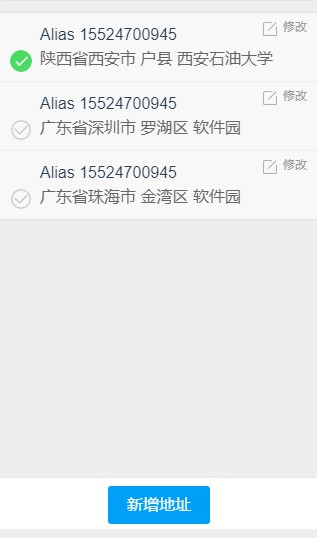 Alias 15524700945
修改
陕西省西安市 户县 西安石油大学
Alias 15524700945
修改
广东省深圳市 罗湖区 软件园
Alias 15524700945
修改
广东省珠海市 金湾区 软件园
新增地址